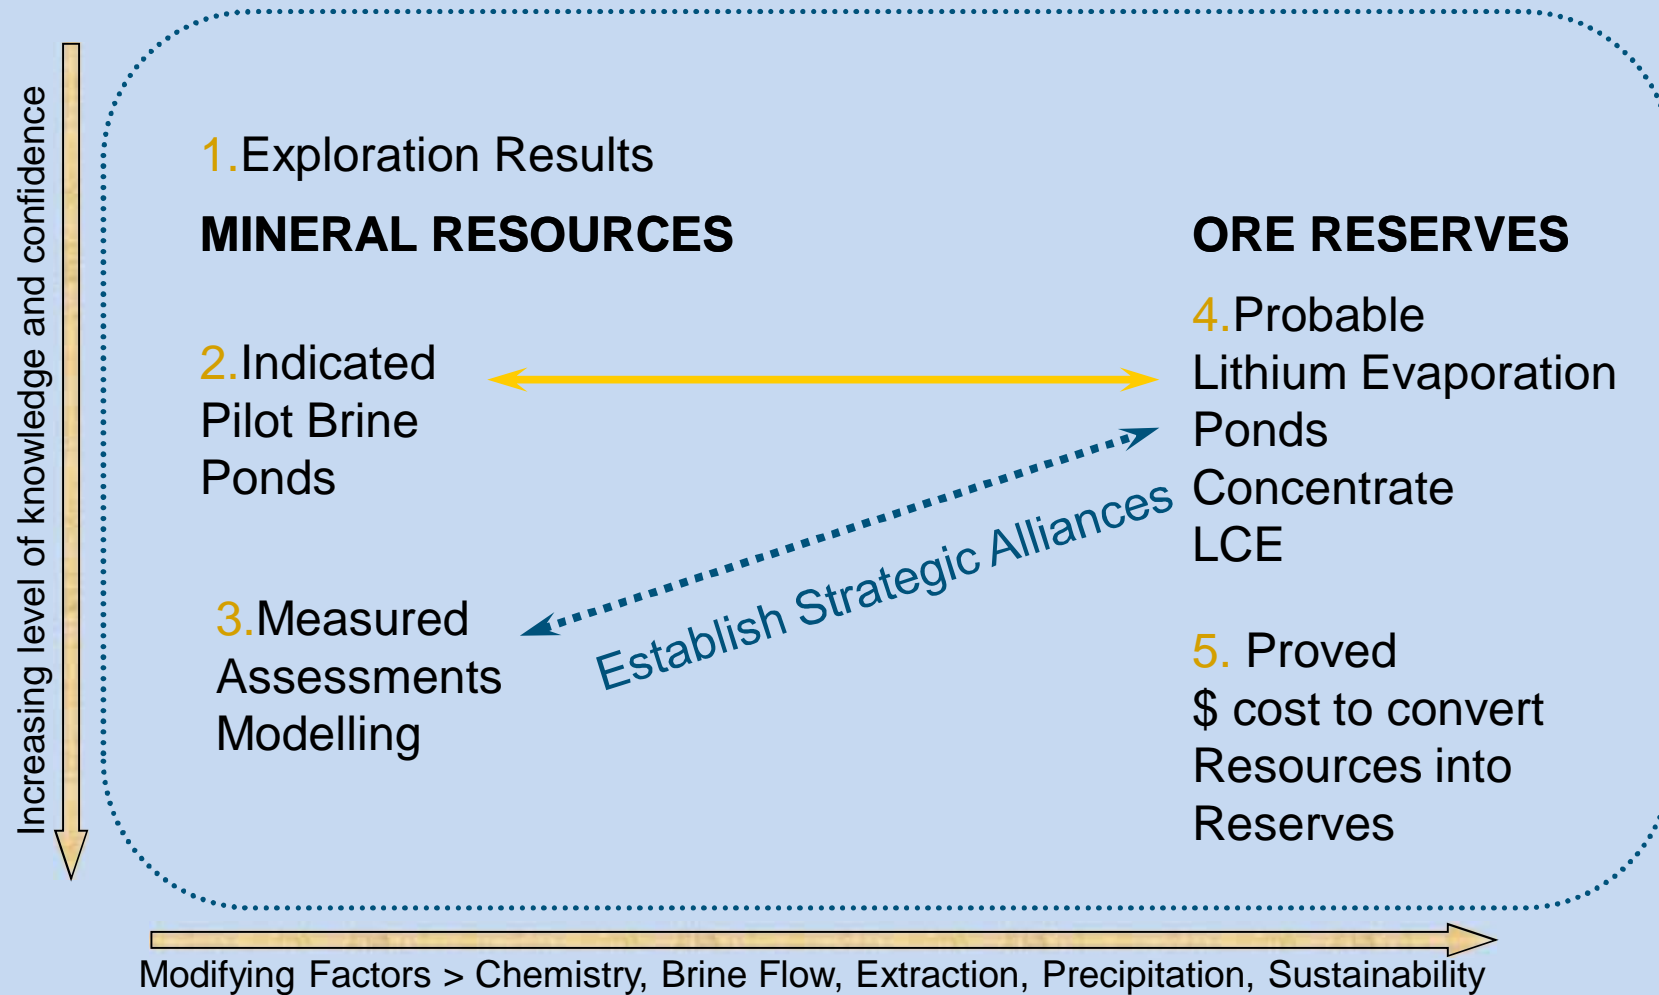 Increasing level of knowledge and confidence
1.Exploration Results
MINERAL RESOURCES
2.Indicated
Pilot Brine
Ponds
3.Measured
Assessments
Modelling
Establish Strategic Alliances
ORE RESERVES
4.Probable
Lithium Evaporation
Ponds
Concentrate
LCE
5. Proved
$ cost to convert
Resources into
Reserves
Modifying Factors > Chemistry, Brine Flow, Extraction, Precipitation, Sustainability